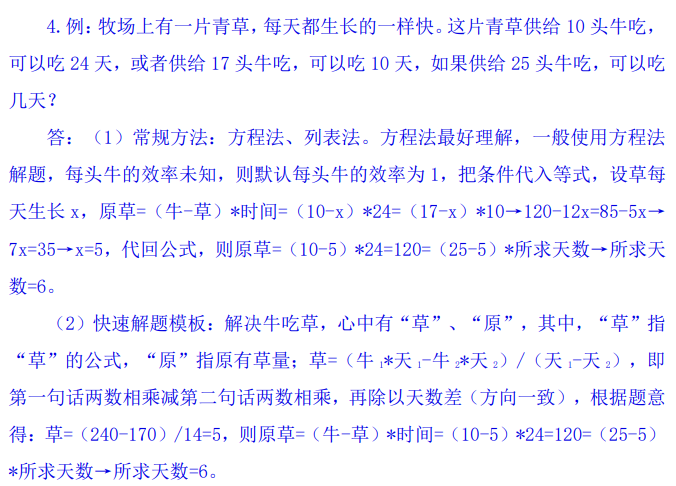 4.例：牧场上有一片青草，每天都生长的一样快。这片青草供给 10 头牛吃，
可以吃 24 天，或者供给 17 头牛吃，可以吃 10 天，如果供给 25 头牛吃，可以吃
几天？
答：（1）常规方法：方程法、列表法。方程法最好理解，一般使用方程法
解题，每头牛的效率未知，则默认每头牛的效率为 1，把条件代入等式，设草每
天生长 x，原草=（牛-草）*时间=（10-x）*24=（17-x）*10→120-12x=85-5x→
7x=35→x=5，代回公式，则原草=（10-5）*24=120=（25-5）*所求天数→所求天
数=6。
（2）快速解题模板：解决牛吃草，心中有“草”、“原”，其中，“草”指
“草”的公式，“原”指原有草量；草=（牛₁*天₁-牛₂*天₂）/（天₁-天₂），即
第一句话两数相乘减第二句话两数相乘，再除以天数差（方向一致），根据题意
得：草=（240-170）/14=5，则原草=（牛-草）*时间=（10-5）*24=120=（25-5）
*所求天数→所求天数=6。